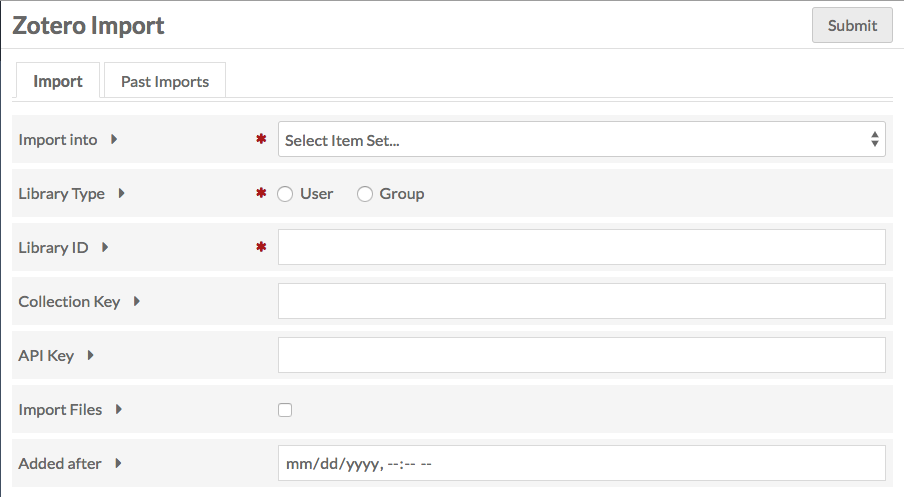 Zotero Import
Submit
Import
Past Imports
Import into
* Select Item Set...
Library Type
* User Group
Library ID
*
Collection Key
API Key
Import Files
Added after
mm/dd/yyyy, --:-- --